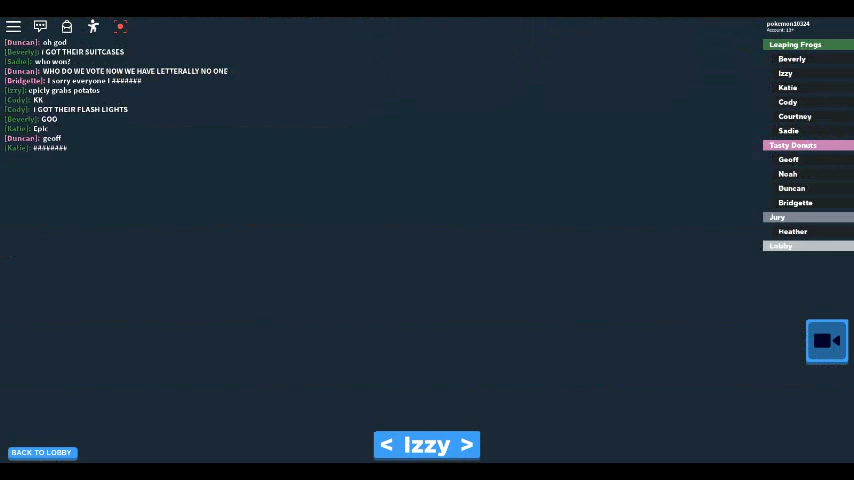 [Duncan]: oh god
[Beverly]: I GOT THEIR SUITCASES
[Sadie]: who won?
[Duncan]: WHO DO WE VOTE NOW WE HAVE LETTERALLY NO ONE
[Bridgette]: I sorry everyone I #######
[Izzy]: epicly grabs potatos
[Cody]: KK
[Cody]: I GOT THEIR FLASH LIGHTS
[Beverly]: GOO
[Katie]: Epic
[Duncan]: geoff
[Katie]: ########
pokemon10324
Account: 13+
Leaping Frogs
Beverly
Izzy
Katie
Cody
Courtney
Sadie
Tasty Donuts
Geoff
Noah
Duncan
Bridgette
Jury
Heather
Lobby
BACK TO LOBBY
< Izzy >